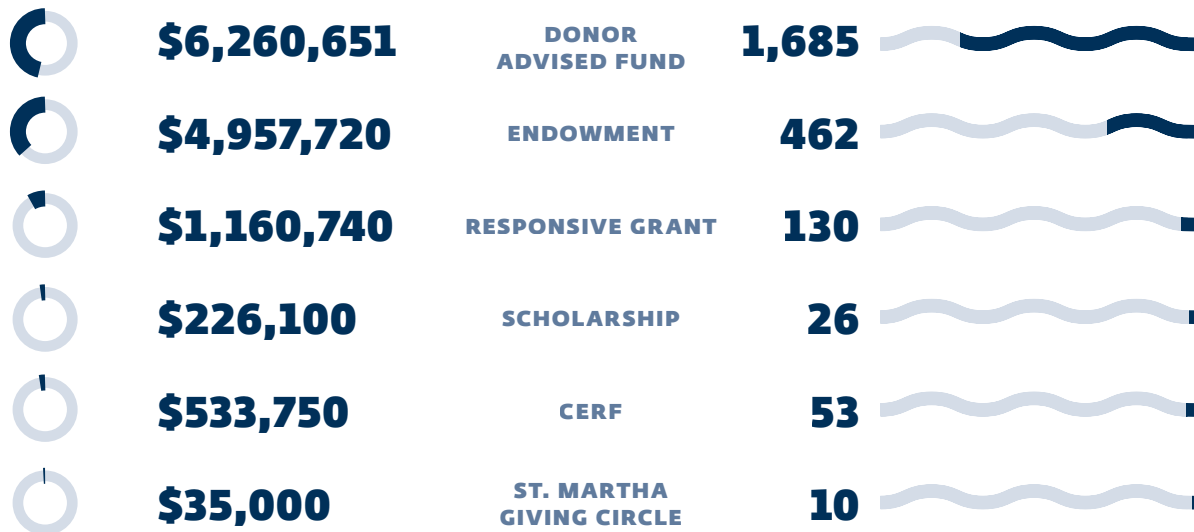 $6,260,651 DONOR ADVISED FUND 1,685
$4,957,720 ENDOWMENT 462
$1,160,740 RESPONSIVE GRANT 130
$226,100 SCHOLARSHIP 26
$533,750 CERF 53
$35,000 ST. MARTHA GIVING CIRCLE 10